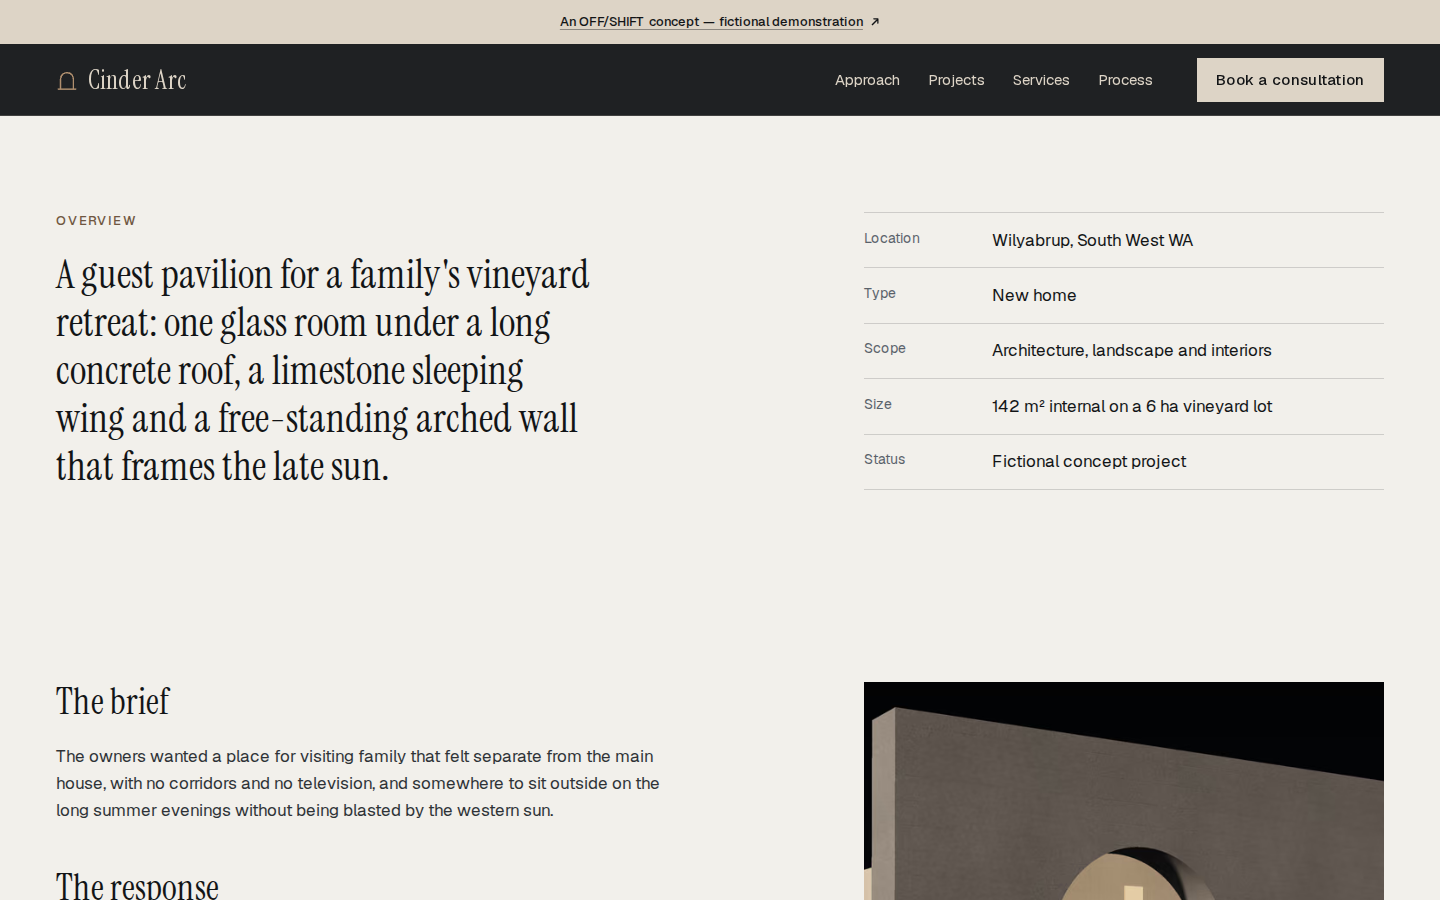 An OFF/SHIFT concept — fictional demonstration ↗
Cinder Arc
Approach
Projects
Services
Process
Book a consultation
OVERVIEW
A guest pavilion for a family's vineyard
retreat: one glass room under a long
concrete roof, a limestone sleeping
wing and a free-standing arched wall
that frames the late sun.
Location
Wilyabrup, South West WA
Type
New home
Scope
Architecture, landscape and interiors
Size
142 m² internal on a 6 ha vineyard lot
Status
Fictional concept project
The brief
The owners wanted a place for visiting family that felt separate from the main
house, with no corridors and no television, and somewhere to sit outside on the
long summer evenings without being blasted by the western sun.
The response